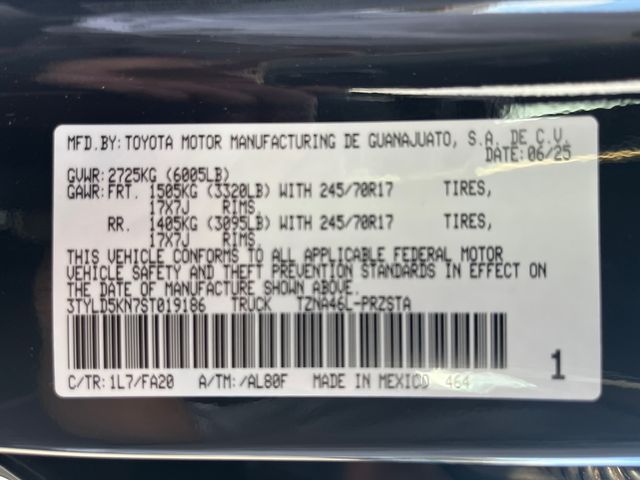 MFD.BY: TOYOTA MOTOR MANUFACTURING DE GUANAJUATO, S.A. DE C.V.
DATE: 06/25
GVWR: 2725KG (6005LB)
GAWR: FRT. 1505KG (3320LB) WITH 245/70R17 TIRES,
17X7J RIMS,
RR. 1405KG (3095LB) WITH 245/70R17 TIRES,
17X7J RIMS,
THIS VEHICLE CONFORMS TO ALL APPLICABLE FEDERAL MOTOR
VEHICLE SAFETY AND THEFT PREVENTION STANDARDS IN EFFECT ON
THE DATE OF MANUFACTURE SHOWN ABOVE.
3TYLD5KN7ST019186 TRUCK TZNA46L-PRZSTA
1
C/TR: 1L7/FA20 A/TM: /AL80F MADE IN MEXICO 464